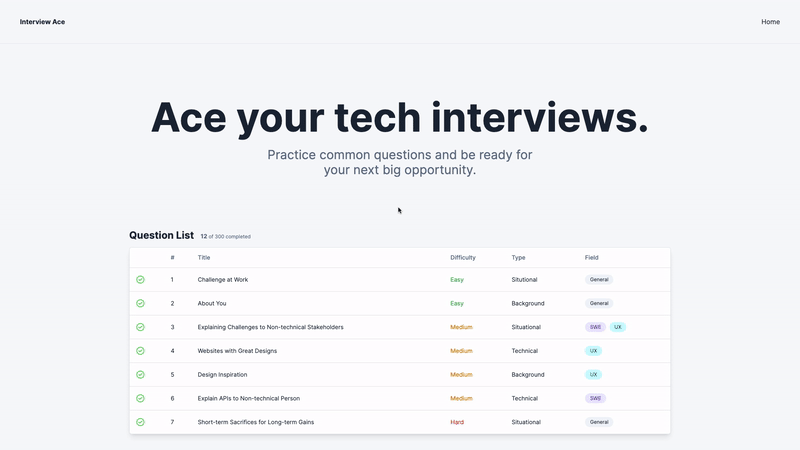 Interview Ace Home
Ace your tech interviews.
Practice common questions and be ready for
your next big opportunity.
Question List 12 of 300 completed
# Title Difficulty Type Field
1 Challenge at Work Easy Situtional General
2 About You Easy Background General
3 Explaining Challenges to Non-technical Stakeholders Medium Situational SWE UX
4 Websites with Great Designs Medium Technical UX
5 Design Inspiration Medium Background UX
6 Explain APIs to Non-technical Person Medium Technical SWE
7 Short-term Sacrifices for Long-term Gains Hard Situational General